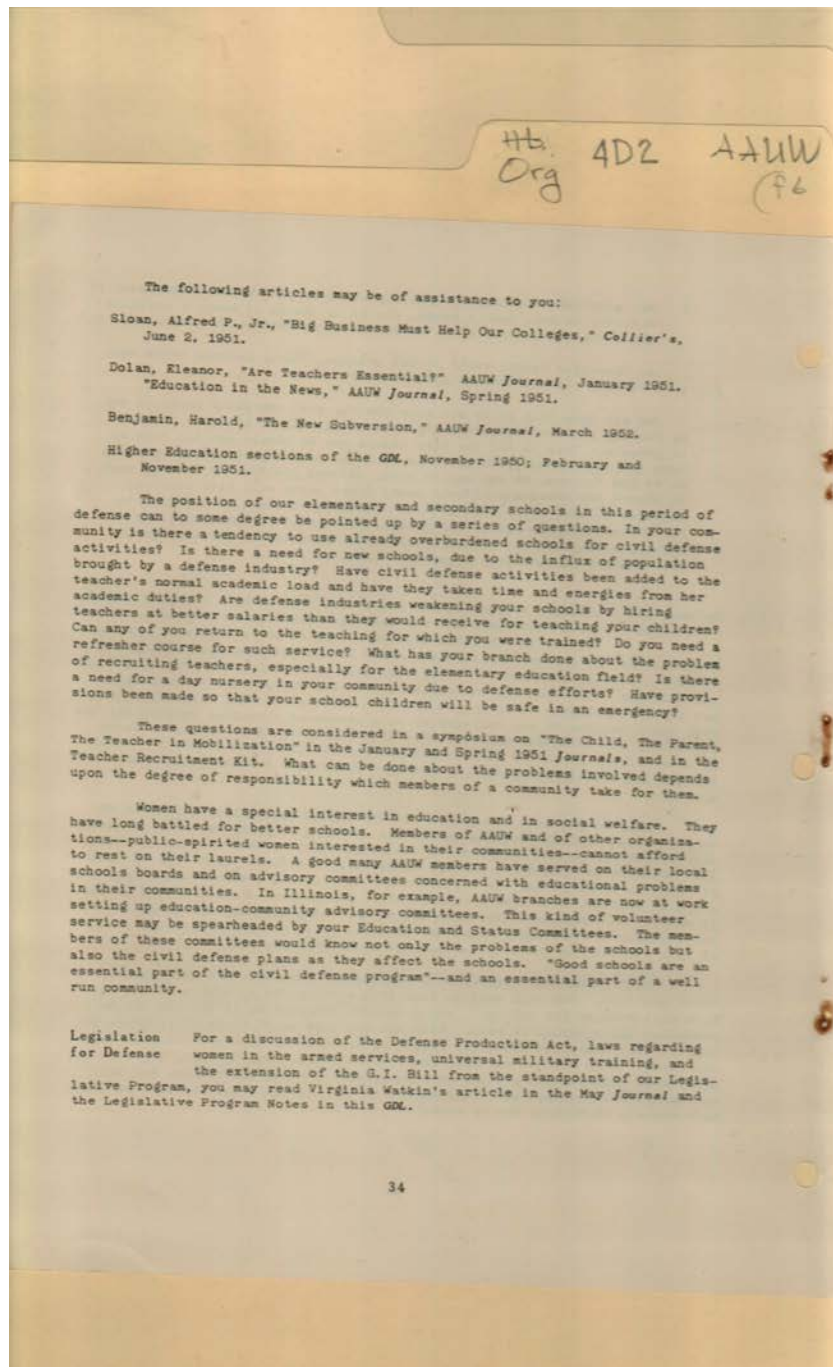 Hb. Org 4D2 AAUW
The following articles may be of assistance to you:
Sloan, Alfred P., Jr., "Big Business Must Help Our Colleges," Collier's,
June 2, 1951.
Dolan, Eleanor, "Are Teachers Essential?" AAUW Journal, January 1951.
"Education in the News," AAUW Journal, Spring 1951.
Benjamin, Harold, "The New Subversion," AAUW Journal, March 1952.
Higher Education sections of the GDL, November 1950; February and
November 1951.
The position of our elementary and secondary schools in this period of
defense can to some degree be pointed up by a series of questions. In your com-
munity is there a tendency to use already overburdened schools for civil defense
activities? Is there a need for new schools, due to the influx of population
brought by a defense industry? Have civil defense activities been added to the
teacher's normal academic load and have they taken time and energies from her
academic duties? Are defense industries weakening your schools by hiring
teachers at better salaries than they would receive for teaching your children?
Can any of you return to the teaching for which you were trained? Do you need a
refresher course for such service? What has your branch done about the problem
of recruiting teachers, especially for the elementary education field? Is there
a need for a day nursery in your community due to defense efforts? Have provi-
sions been made so that your school children will be safe in an emergency?
These questions are considered in a symposium on "The Child, The Parent,
The Teacher in Mobilization" in the January and Spring 1951 Journals, and in the
Teacher Recruitment Kit. What can be done about the problems involved depends
upon the degree of responsibility which members of a community take for them.
Women have a special interest in education and in social welfare. They
have long battled for better schools. Members of AAUW and of other organiza-
tions--public-spirited women interested in their communities--cannot afford
to rest on their laurels. A good many AAUW members have served on their local
schools boards and on advisory committees concerned with educational problems
in their communities. In Illinois, for example, AAUW branches are now at work
setting up education-community advisory committees. This kind of volunteer
service may be spearheaded by your Education and Status Committees. The mem-
bers of these committees would know not only the problems of the schools but
also the civil defense plans as they affect the schools. "Good schools are an
essential part of the civil defense program"--and an essential part of a well
run community.
Legislation For a discussion of the Defense Production Act, laws regarding
for Defense women in the armed services, universal military training, and
the extension of the G.I. Bill from the standpoint of our Legis-
lative Program, you may read Virginia Watkin's article in the May Journal and
the Legislative Program Notes in this GDL.
34